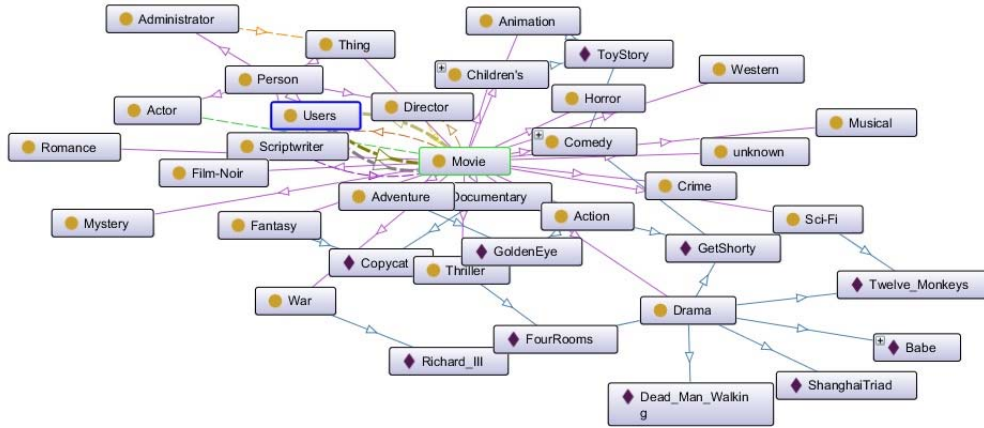 Administrator
Animation
Thing
ToyStory
Person
Children's
Western
Actor
Users
Director
Horror
Musical
Romance
Scriptwriter
Movie
Comedy
unknown
Film-Noir
Crime
Mystery
Fantasy
Adventure
Documentary
Action
Sci-Fi
Copycat
Thriller
GoldenEye
GetShorty
Twelve_Monkeys
War
Drama
Richard_III
FourRooms
Babe
Dead_Man_Walkin
g
ShanghaiTriad